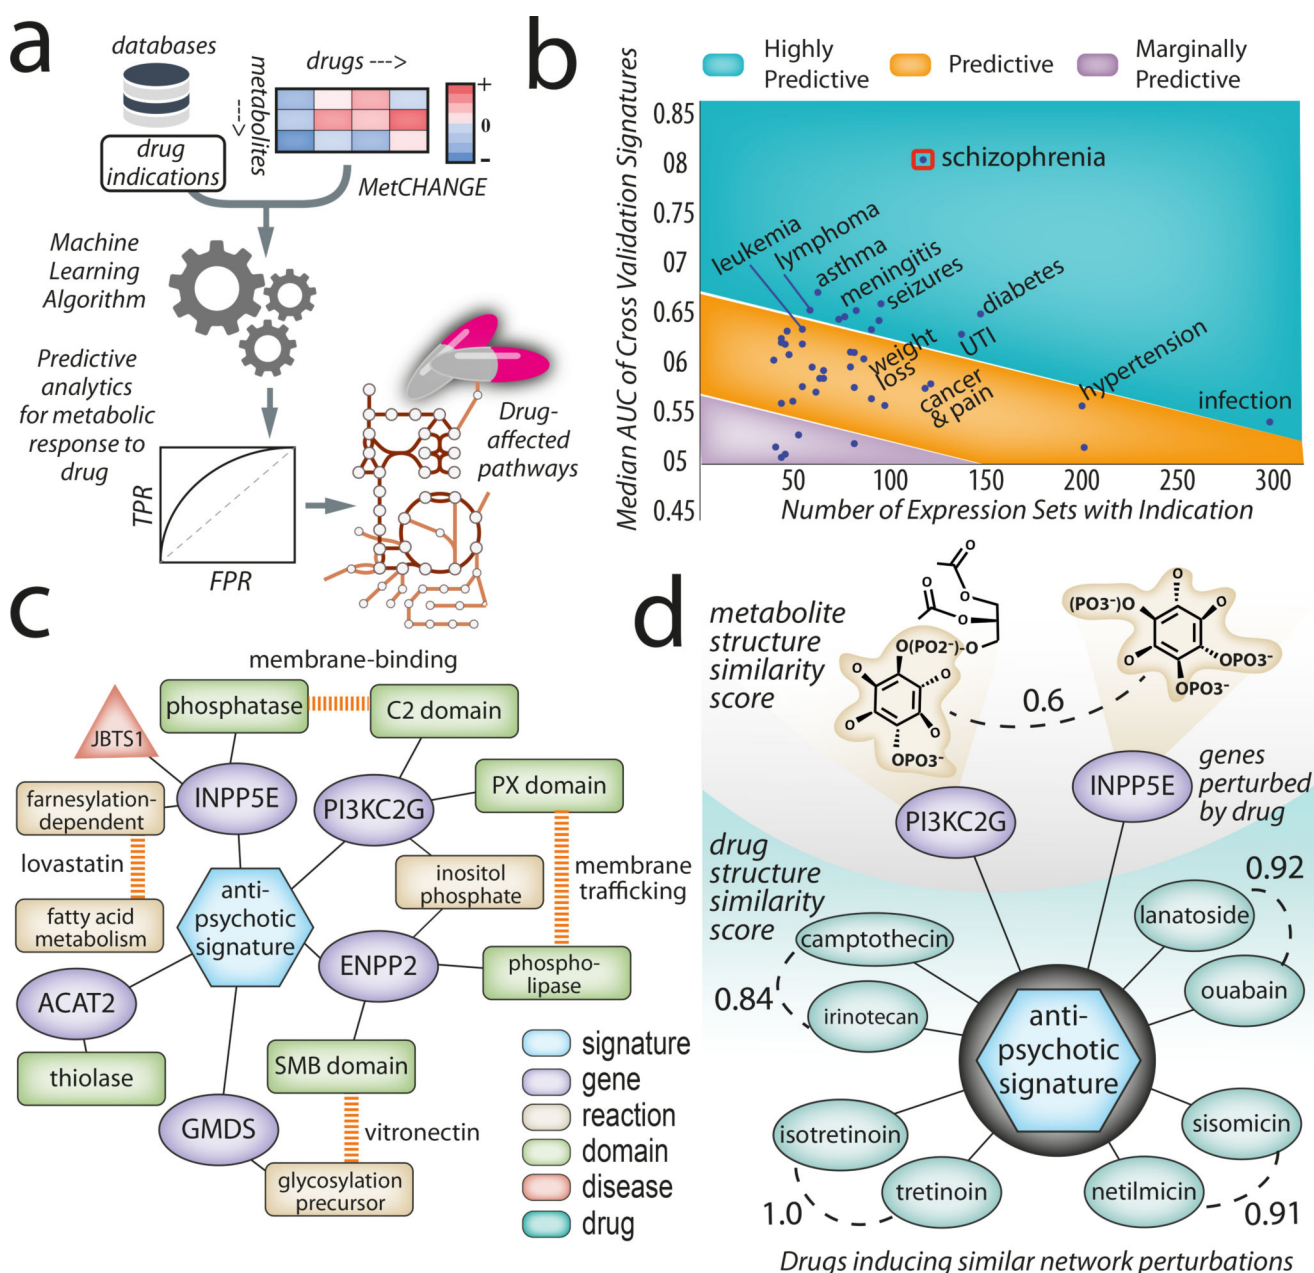 a
databases
drug
indications
drugs --->
metabolites
--->
+
0
-
MetCHANGE
Machine
Learning
Algorithm
Predictive
analytics
for metabolic
response to
drug
TPR
FPR
Drug-
affected
pathways
b
Highly
Predictive
Predictive
Marginally
Predictive
Median AUC of Cross Validation Signatures
0.85
08
0.75
07
0.65
06
0.55
05
0.45
schizophrenia
leukemia
lymphoma
asthma
meningitis
seizures
diabetes
UTI
weight
loss
cancer
& pain
hypertension
infection
50
100
150
200
250
300
Number of Expression Sets with Indication
c
membrane-binding
phosphatase
C2 domain
JBTS1
INPP5E
PI3KC2G
PX domain
farnesylation-
dependent
lovastatin
fatty acid
metabolism
anti-
psychotic
signature
inositol
phosphate
membrane
trafficking
ENPP2
phospho-
lipase
ACAT2
thiolase
SMB domain
GMDS
vitronectin
glycosylation
precursor
signature
gene
reaction
domain
disease
drug
d
metabolite
structure
similarity
score
O
O
O
O
O(PO2⁻)-O
O
O
O
O
OPO3⁻
0.6
(PO3⁻)O
O
O
O
OPO3⁻
OPO3⁻
PI3KC2G
INPP5E
genes
perturbed
by drug
drug
structure
similarity
score
camptothecin
0.84
irinotecan
lanatoside
0.92
ouabain
anti-
psychotic
signature
isotretinoin
tretinoin
1.0
netilmicin
sisomicin
0.91
Drugs inducing similar network perturbations